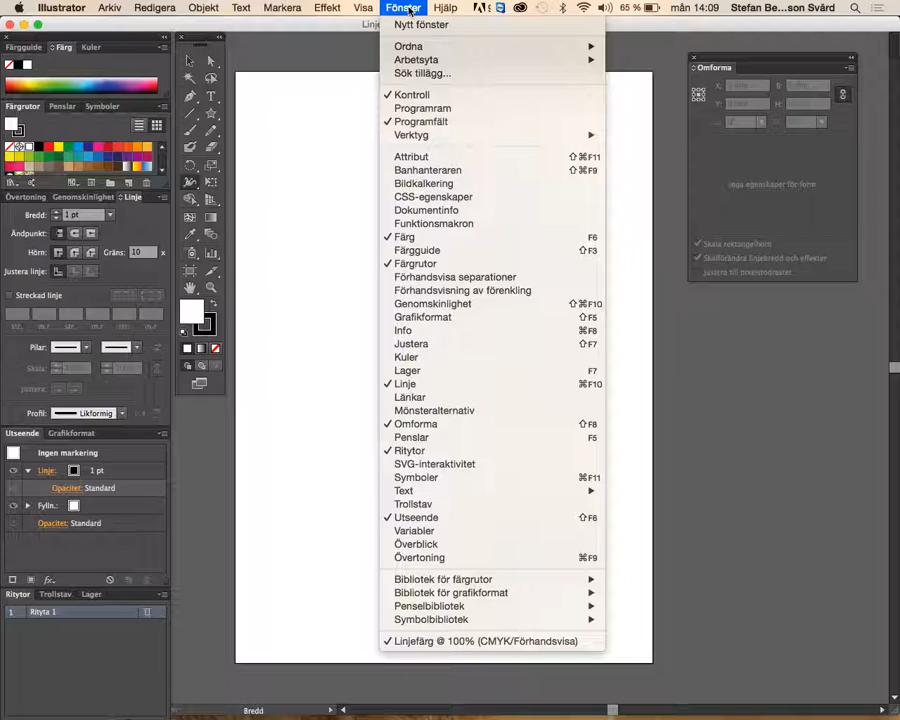 Illustrator Arkiv Redigera Objekt Text Markera Effekt Visa Fönster Hjälp 65 % mån 14:09 Stefan Be...son Svärd
Linje
Nytt fönster
Ordna
Arbetsyta
Sök tillägg...
Kontroll
Programram
Programfält
Verktyg
Attribut ⇧⌘F11
Banhanteraren ⇧⌘F9
Bildkalkering
CSS-egenskaper
Dokumentinfo
Funktionsmakron
Färg F6
Färgguide ⇧F3
Färgrutor
Förhandsvisa separationer
Förhandsvisning av förenkling
Genomskinlighet ⇧⌘F10
Grafikformat ⇧F5
Info ⌘F8
Justera ⇧F7
Kuler
Lager F7
Linje ⌘F10
Länkar
Mönsteralternativ
Omforma ⇧F8
Penslar F5
Ritytor
SVG-interaktivitet
Symboler ⌘F11
Text
Trollstav
Utseende ⇧F6
Variabler
Överblick
Övertoning ⌘F9
Bibliotek för färgrutor
Bibliotek för grafikformat
Penselbibliotek
Symbolbibliotek
Linjefärg @ 100% (CMYK/Förhandsvisa)
Färgguide Färg Kuler
Färgrutor Penslar Symboler
Övertoning Genomskinlighet Linje
Bredd: 1 pt
Ändpunkt:
Hörn: Gräns: 10 x
Justera linje:
Streckad linje
Pilar:
Skala:
Justera:
Profil: Likformig
Utseende Grafikformat
Ingen markering
Linje: 1 pt
Opacitet: Standard
Fylln.:
Opacitet: Standard
fx
Ritytor Trollstav Lager
1 Rityta 1
Bredd
Omforma
X: Y:
B: H:
Inga egenskaper för form
Skala rektangelhörn
Skalförändra linjebredd och effekter
Justera till pixelrastret